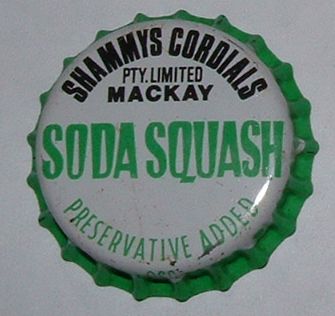 SHAMMYS CORDIALS
PTY. LIMITED
MACKAY
SODA SQUASH
PRESERVATIVE ADDED